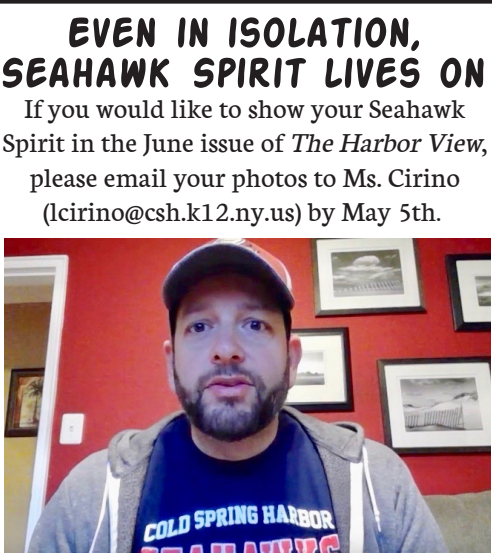 EVEN IN ISOLATION,
SEAHAWK SPIRIT LIVES ON
If you would like to show your Seahawk
Spirit in the June issue of The Harbor View,
please email your photos to Ms. Cirino
(lcirino@csh.k12.ny.us) by May 5th.
COLD SPRING HARBOR
SEAHAWKS